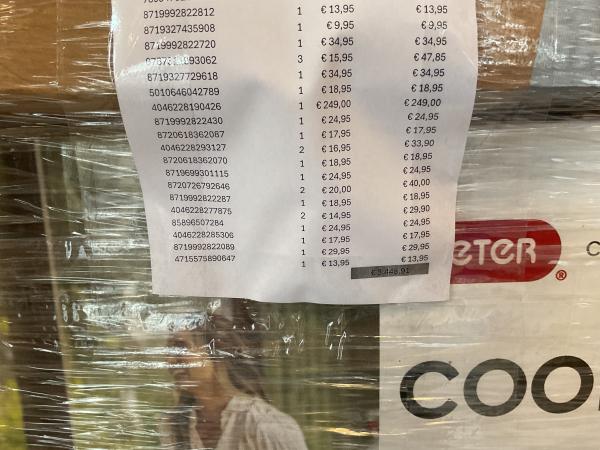 8719992822812 1 € 13,95 € 13,95
8719327435908 1 € 9,95 € 9,95
8719992822720 1 € 34,95 € 34,95
3 € 15,95 € 47,85
8719327729618 1 € 34,95 € 34,95
5010646042789 1 € 18,95 € 18,95
4046228190426 1 € 249,00 € 249,00
8719992822430 1 € 24,95 € 24,95
8720618362087 1 € 17,95 € 17,95
4046228293127 2 € 16,95 € 33,90
8720618362070 1 € 18,95 € 18,95
8719699301115 1 € 24,95 € 24,95
8720726792646 2 € 20,00 € 40,00
8719992822287 1 € 18,95 € 18,95
4046228277875 2 € 14,95 € 29,90
85896507284 1 € 24,95 € 24,95
4046228285306 1 € 17,95 € 17,95
8719992822089 1 € 29,95 € 29,95
4715575890647 1 € 13,95 € 13,95
€ 3.448,91
ETER ® C
COO